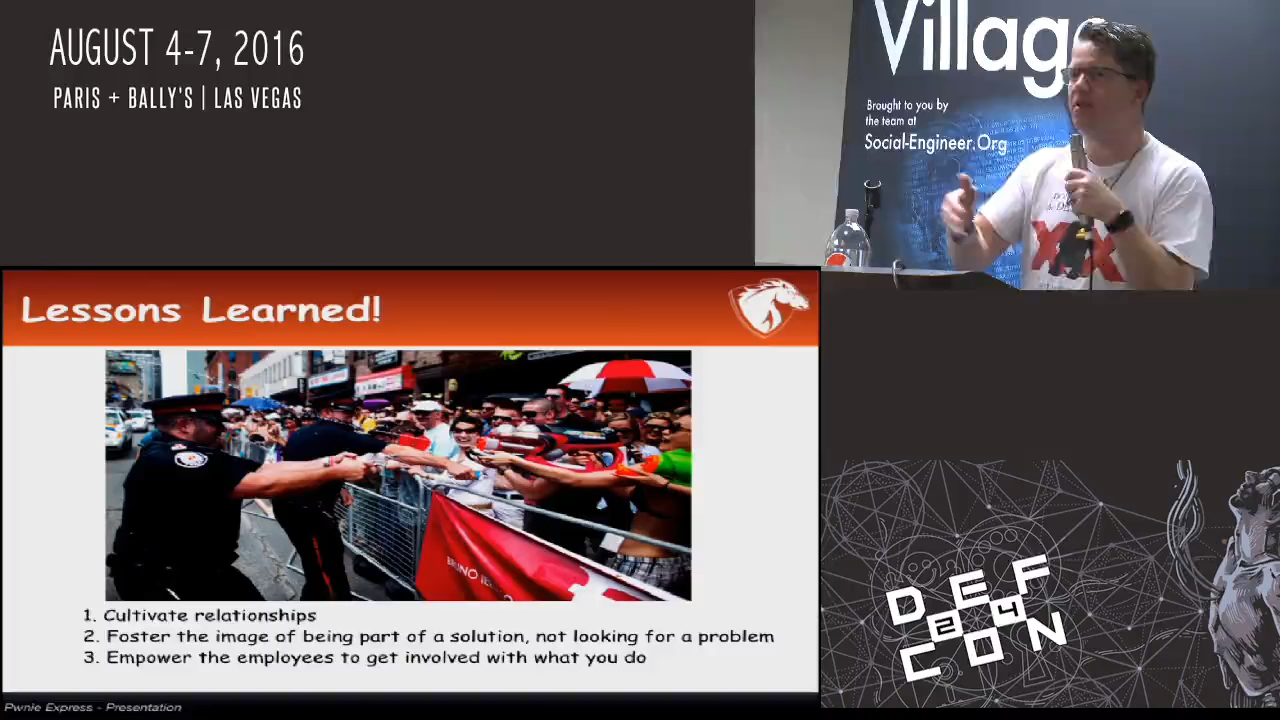 AUGUST 4-7, 2016
PARIS + BALLY'S | LAS VEGAS
Village
Brought to you by
the team at
Social-Engineer.Org
Lessons Learned!
1. Cultivate relationships
2. Foster the image of being part of a solution, not looking for a problem
3. Empower the employees to get involved with what you do
Pwnie Express - Presentation
DEF
24
CON